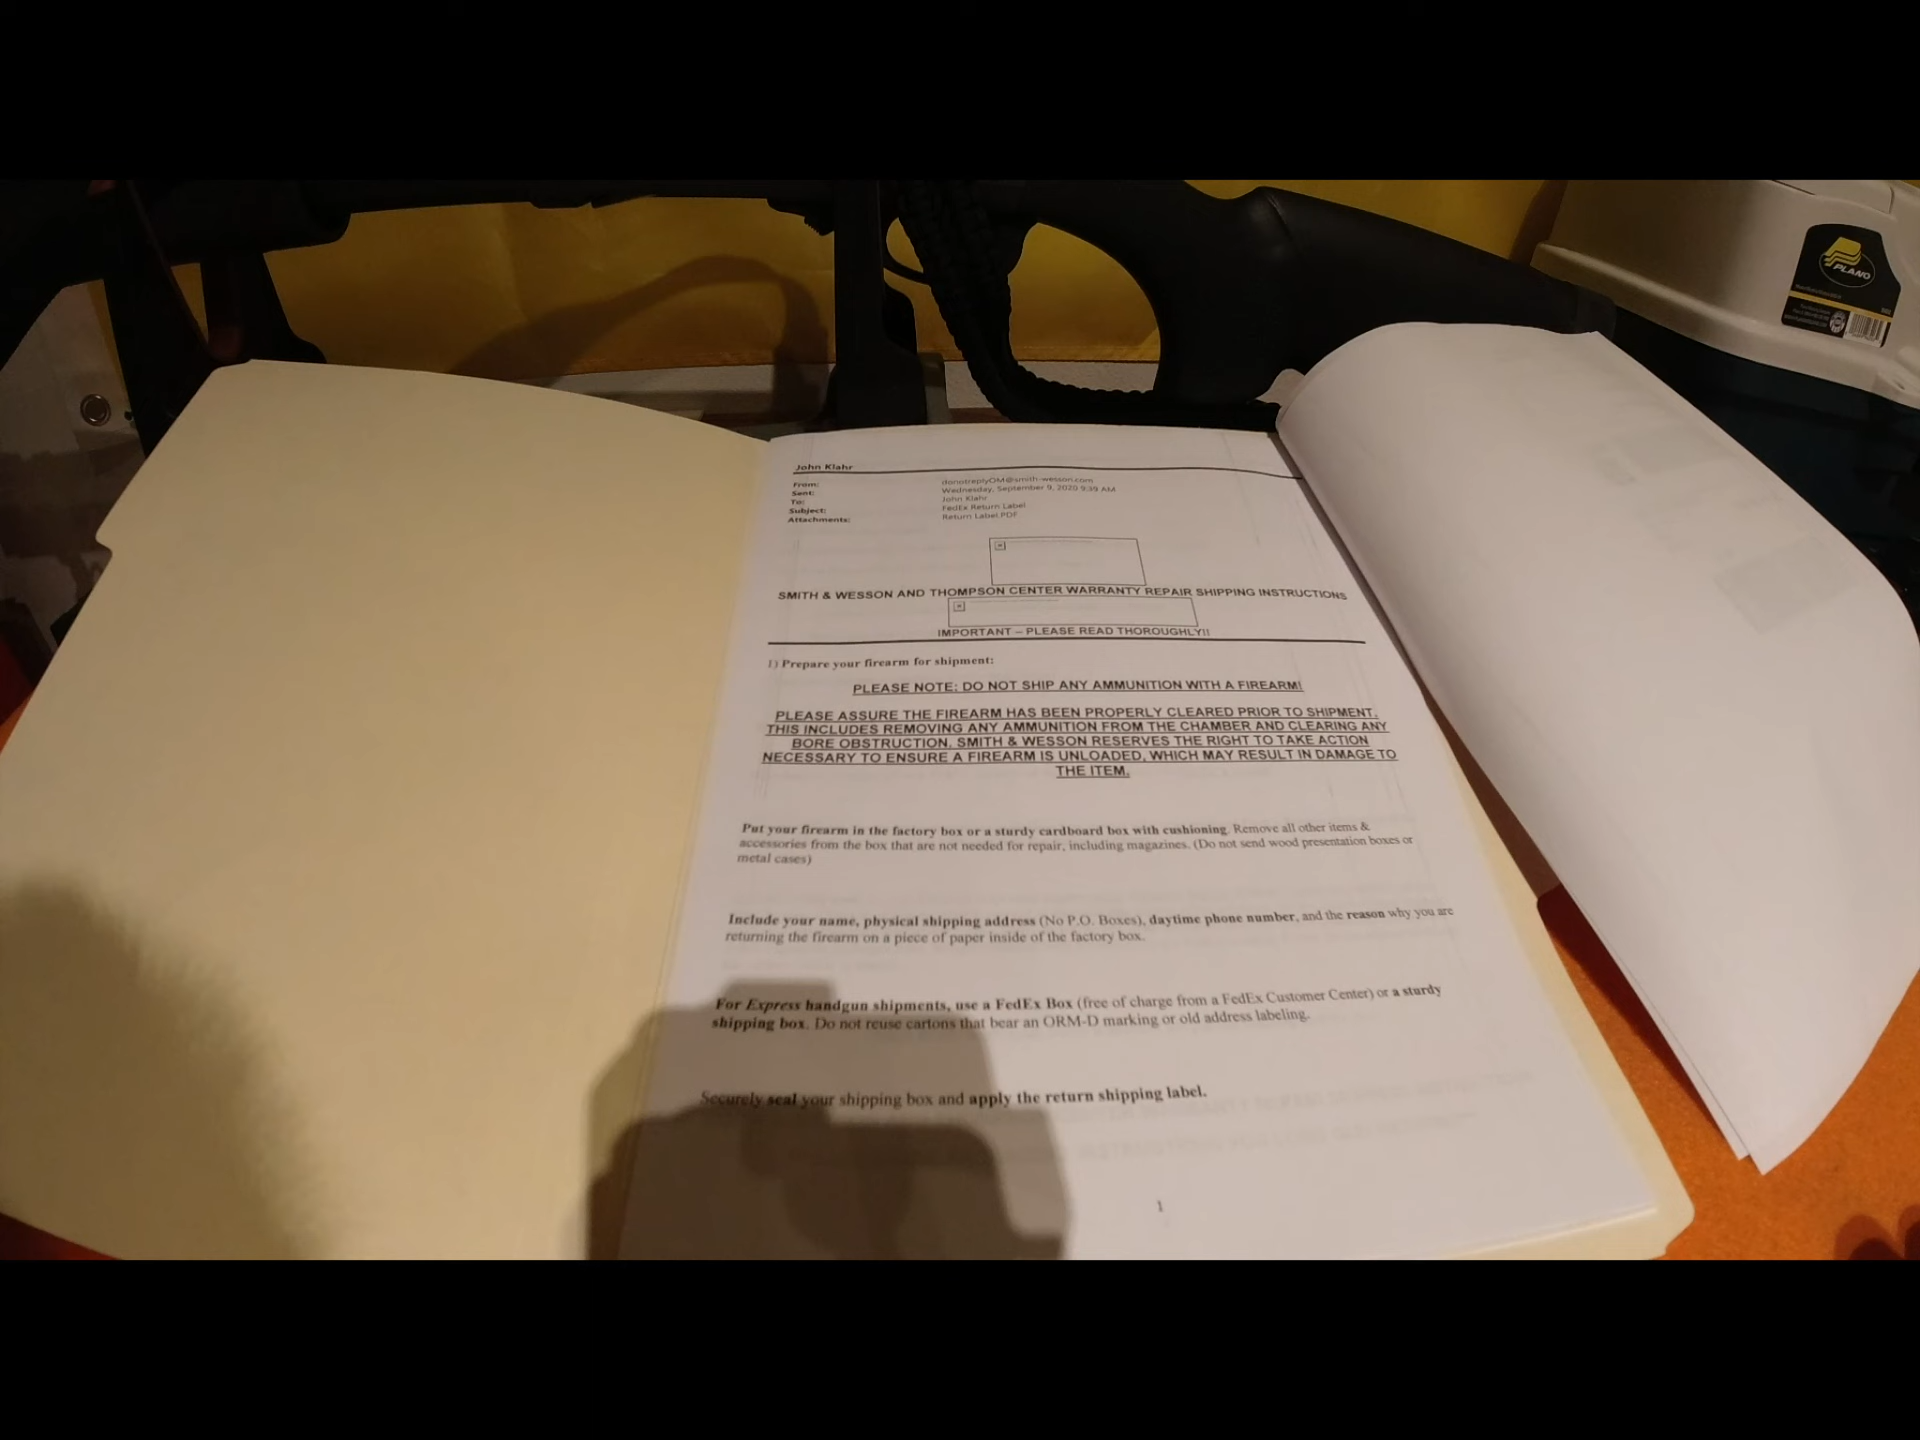 John Klahr
From: donotreplyOM@smith-wesson.com
Sent: Wednesday, September 9, 2020 9:39 AM
To: John Klahr
Subject: FedEx Return Label
Attachments: Return Label.PDF
SMITH & WESSON AND THOMPSON CENTER WARRANTY REPAIR SHIPPING INSTRUCTIONS
IMPORTANT – PLEASE READ THOROUGHLY!!
1) Prepare your firearm for shipment:
PLEASE NOTE: DO NOT SHIP ANY AMMUNITION WITH A FIREARM!
PLEASE ASSURE THE FIREARM HAS BEEN PROPERLY CLEARED PRIOR TO SHIPMENT.
THIS INCLUDES REMOVING ANY AMMUNITION FROM THE CHAMBER AND CLEARING ANY
BORE OBSTRUCTION. SMITH & WESSON RESERVES THE RIGHT TO TAKE ACTION
NECESSARY TO ENSURE A FIREARM IS UNLOADED, WHICH MAY RESULT IN DAMAGE TO
THE ITEM.
Put your firearm in the factory box or a sturdy cardboard box with cushioning. Remove all other items &
accessories from the box that are not needed for repair, including magazines. (Do not send wood presentation boxes or
metal cases)
Include your name, physical shipping address (No P.O. Boxes), daytime phone number, and the reason why you are
returning the firearm on a piece of paper inside of the factory box.
For Express handgun shipments, use a FedEx Box (free of charge from a FedEx Customer Center) or a sturdy
shipping box. Do not reuse cartons that bear an ORM-D marking or old address labeling.
Securely seal your shipping box and apply the return shipping label.
1
PLANO